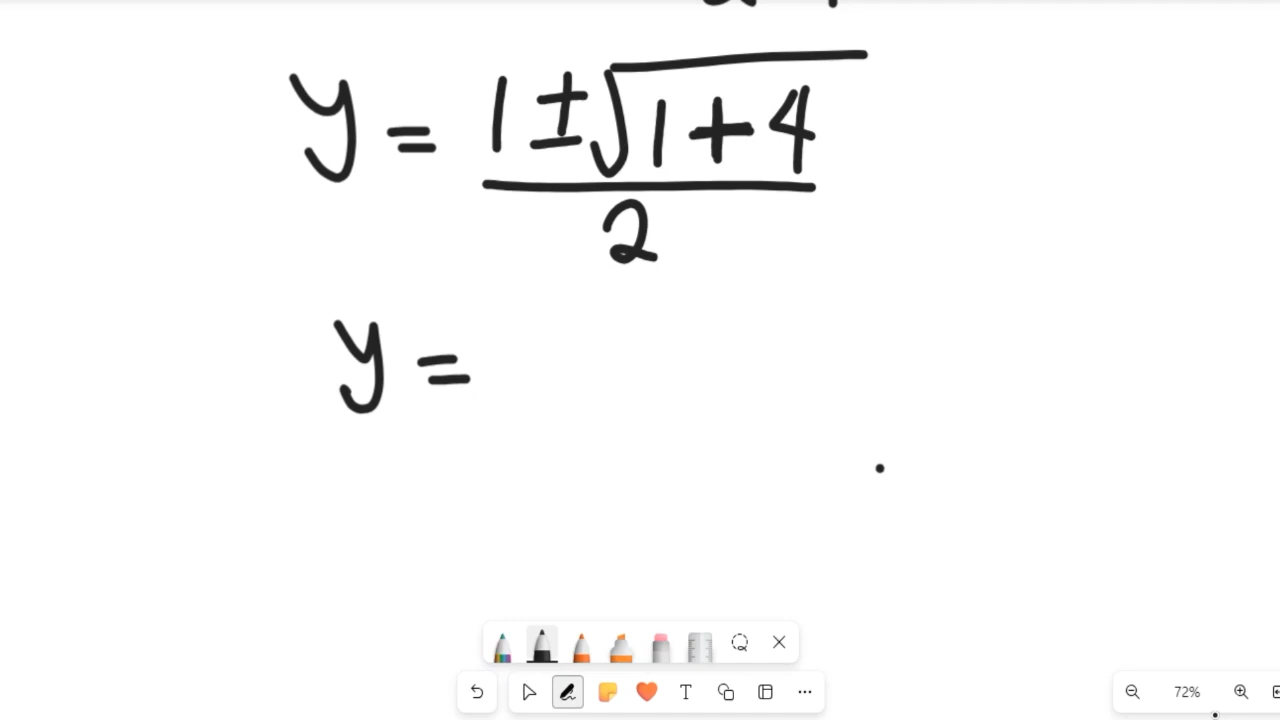 y = (1 ± √(1+4))/2
y =
T
72%